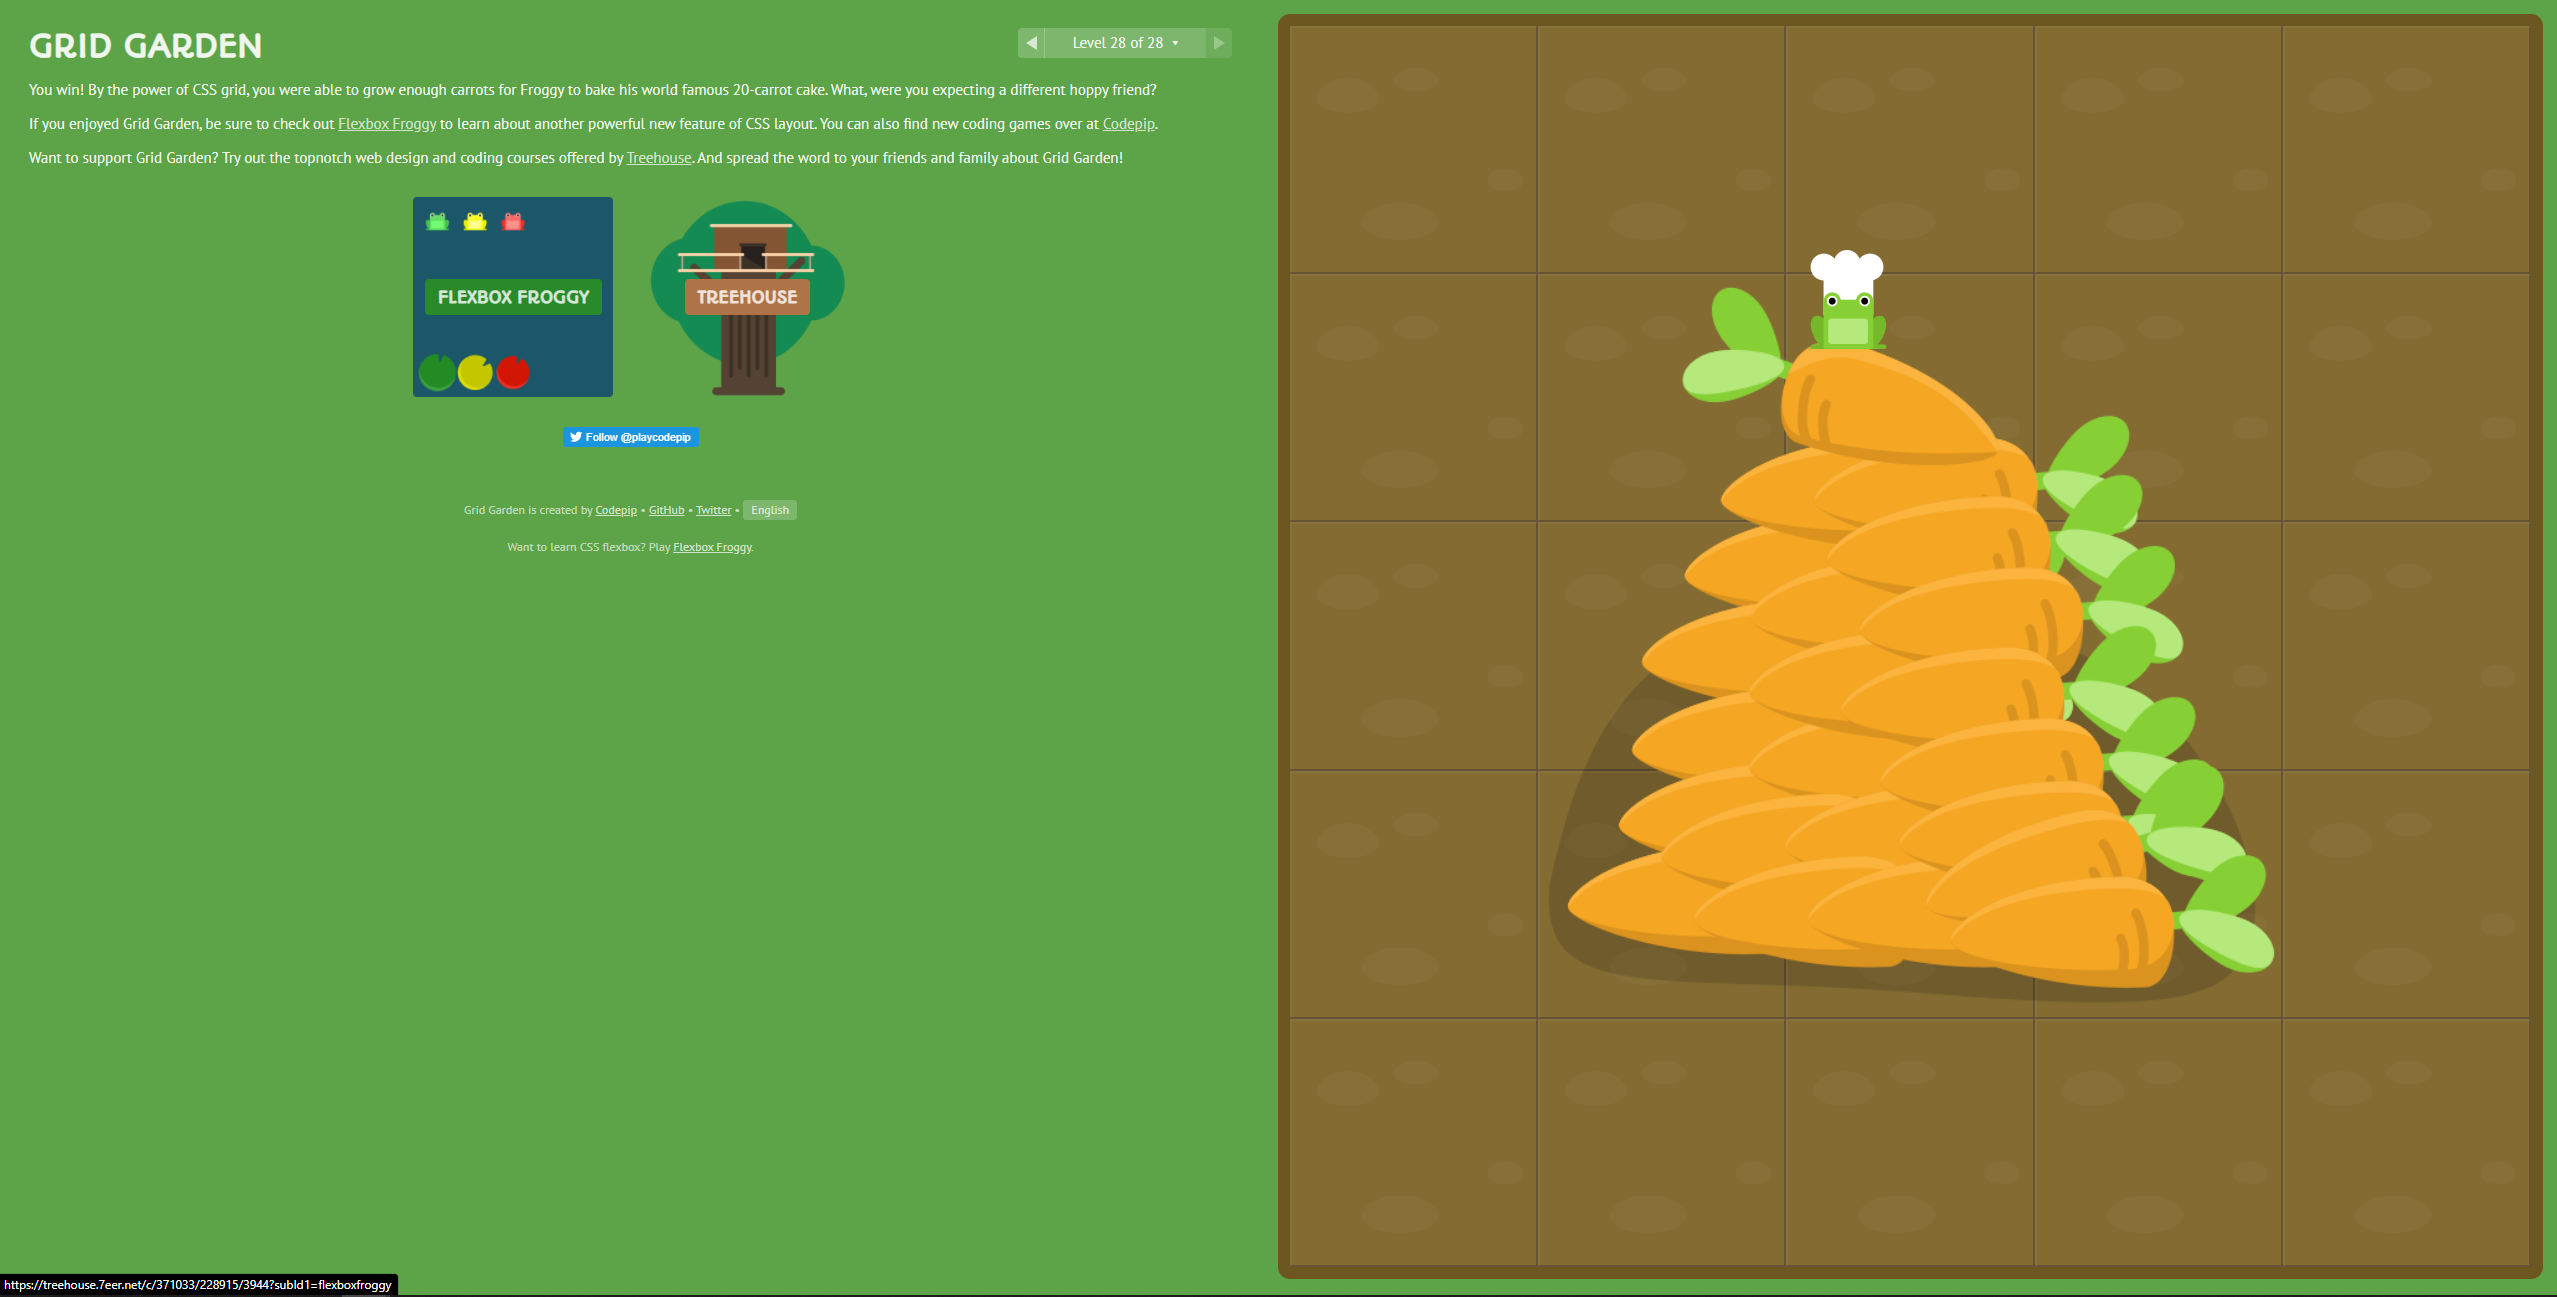 GRID GARDEN
Level 28 of 28
You win! By the power of CSS grid, you were able to grow enough carrots for Froggy to bake his world famous 20-carrot cake. What, were you expecting a different hoppy friend?
If you enjoyed Grid Garden, be sure to check out Flexbox Froggy to learn about another powerful new feature of CSS layout. You can also find new coding games over at Codepip.
Want to support Grid Garden? Try out the topnotch web design and coding courses offered by Treehouse. And spread the word to your friends and family about Grid Garden!
FLEXBOX FROGGY
TREEHOUSE
Follow @playcodepip
Grid Garden is created by Codepip • GitHub • Twitter • English
Want to learn CSS flexbox? Play Flexbox Froggy.
https://treehouse.7eer.net/c/371033/228915/3944?subId1=flexboxfroggy